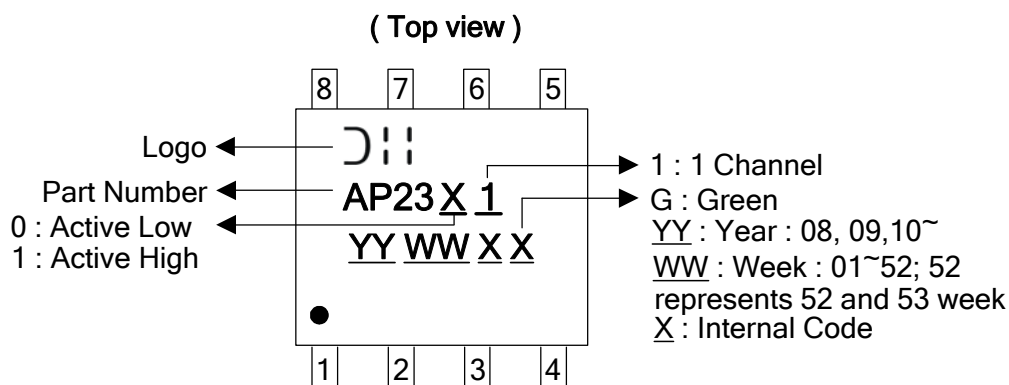 ( Top view )
8 7 6 5
Logo
Part Number
0 : Active Low
1 : Active High
AP23 X 1
YY WW X X
1 : 1 Channel
G : Green
YY : Year : 08, 09,10~
WW : Week : 01~52; 52
represents 52 and 53 week
X : Internal Code
1 2 3 4